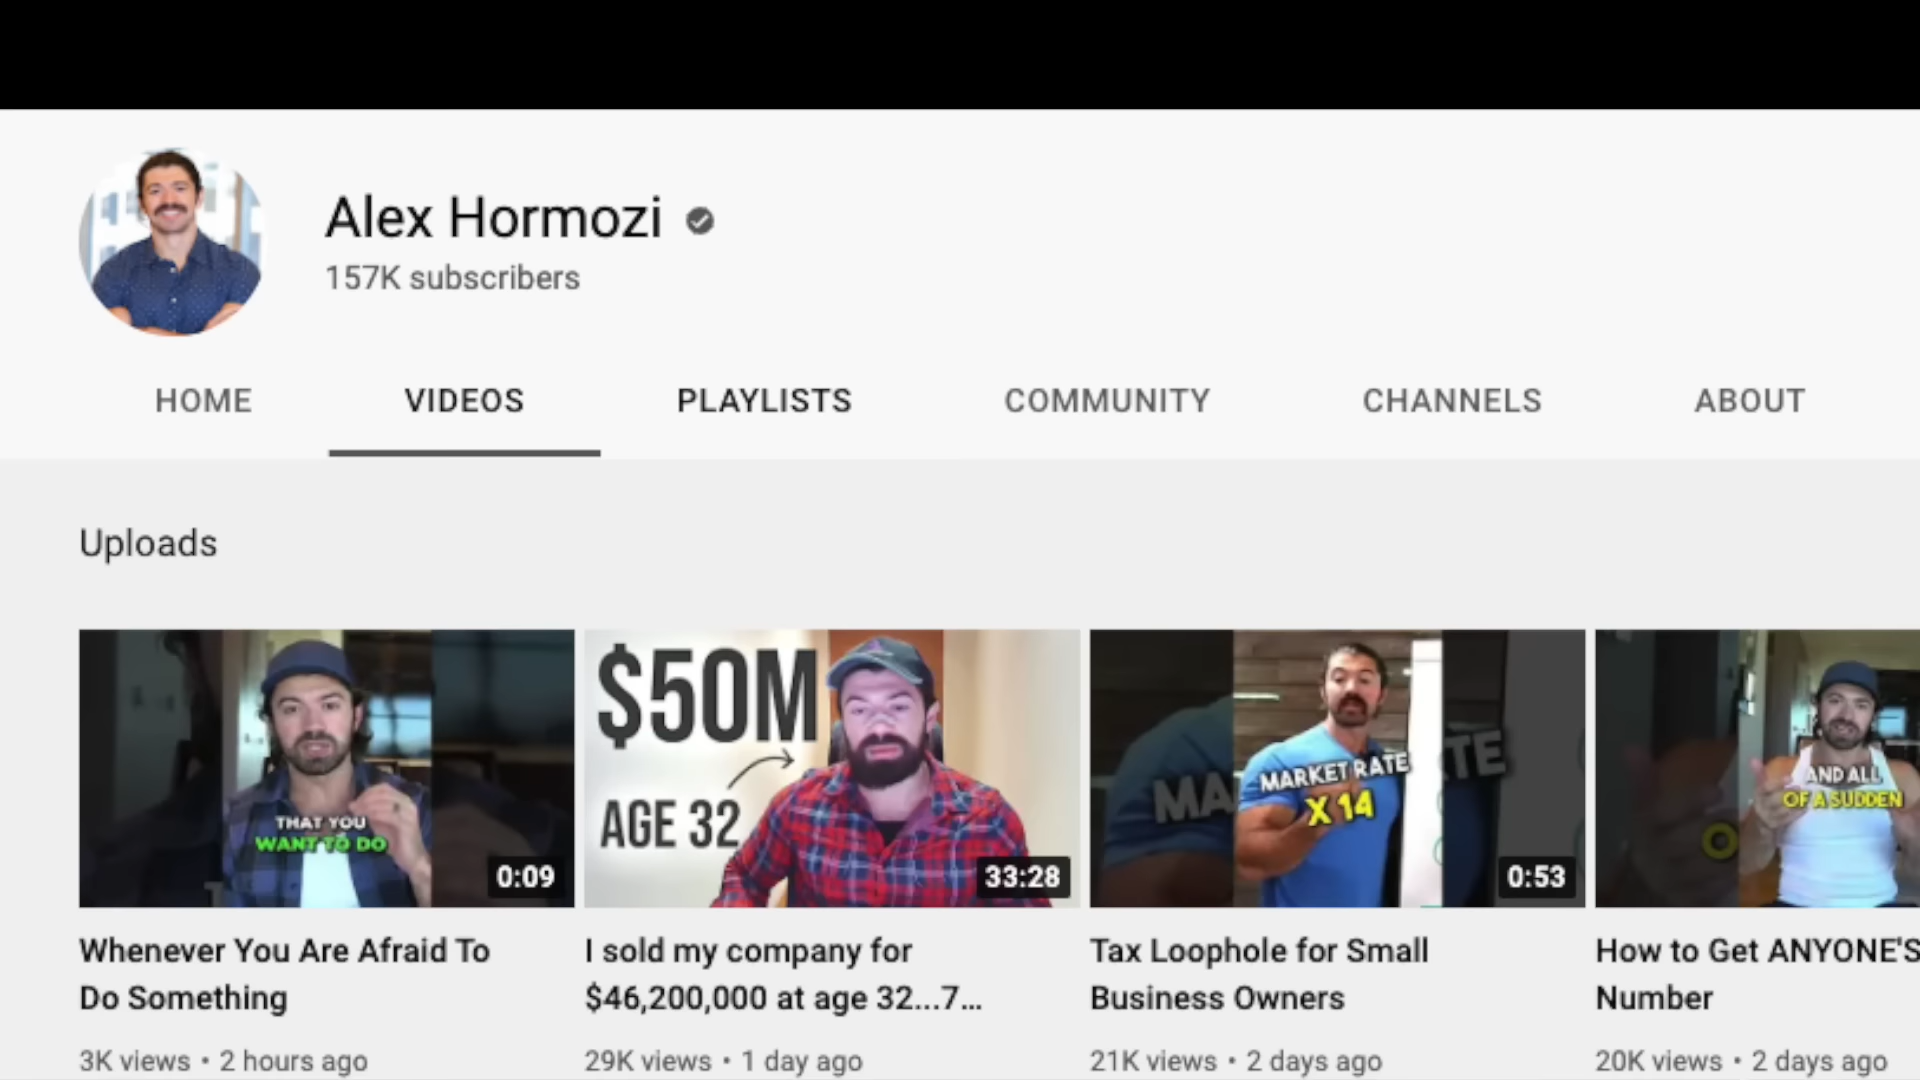 Alex Hormozi
157K subscribers
HOME VIDEOS PLAYLISTS COMMUNITY CHANNELS ABOUT
Uploads
THAT YOU
WANT TO DO
0:09
$50M
AGE 32
33:28
MA
TE
MARKET RATE
X 14
0:53
O
AND ALL
OF A SUDDEN
Whenever You Are Afraid To
Do Something
3K views • 2 hours ago
I sold my company for
$46,200,000 at age 32...7...
29K views • 1 day ago
Tax Loophole for Small
Business Owners
21K views • 2 days ago
How to Get ANYONE'S
Number
20K views • 2 days ago